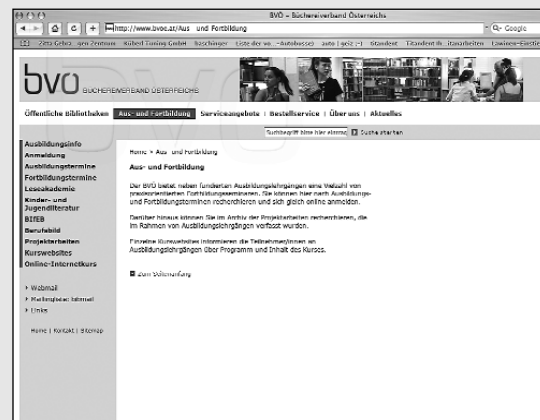 BVÖ – Büchereiverband Österreichs
http://www.bvoe.at/Aus und Fortbildung
Google
bvo BÜCHEREIVERBAND ÖSTERREICHS
Öffentliche Bibliotheken | Aus- und Fortbildung | Serviceangebote | Bestellservice | Über uns | Aktuelles
Suchbegriff bitte hier Suche starten
Ausbildungsinfo
Anmeldung
Ausbildungstermine
Fortbildungstermine
Leseakademie
Kinder- und
Jugendliteratur
BIfEB
Berufsbild
Projektarbeiten
Kurswebsites
Online-Internetkurs
Webmail
Mailingliste: bibmail
Links
Home | Kontakt | Sitemap
Home > Aus und Fortbildung
Aus- und Fortbildung
Der BVÖ bietet neben fundierten Ausbildungslehrgängen eine Vielzahl von
praxisorientierten Fortbildungsseminaren. Sie können hier nach Ausbildungs-
und Fortbildungsterminen recherchieren und sich gleich online anmelden.
Darüber hinaus können Sie im Archiv der Projektarbeiten recherchieren, die
im Rahmen von Ausbildungslehrgängen verfasst wurden.
Einzelne Kurswebsites informieren die Teilnehmer/innen an
Ausbildungslehrgängen über Programm und Inhalt des Kurses.
Zum Seitenanfang